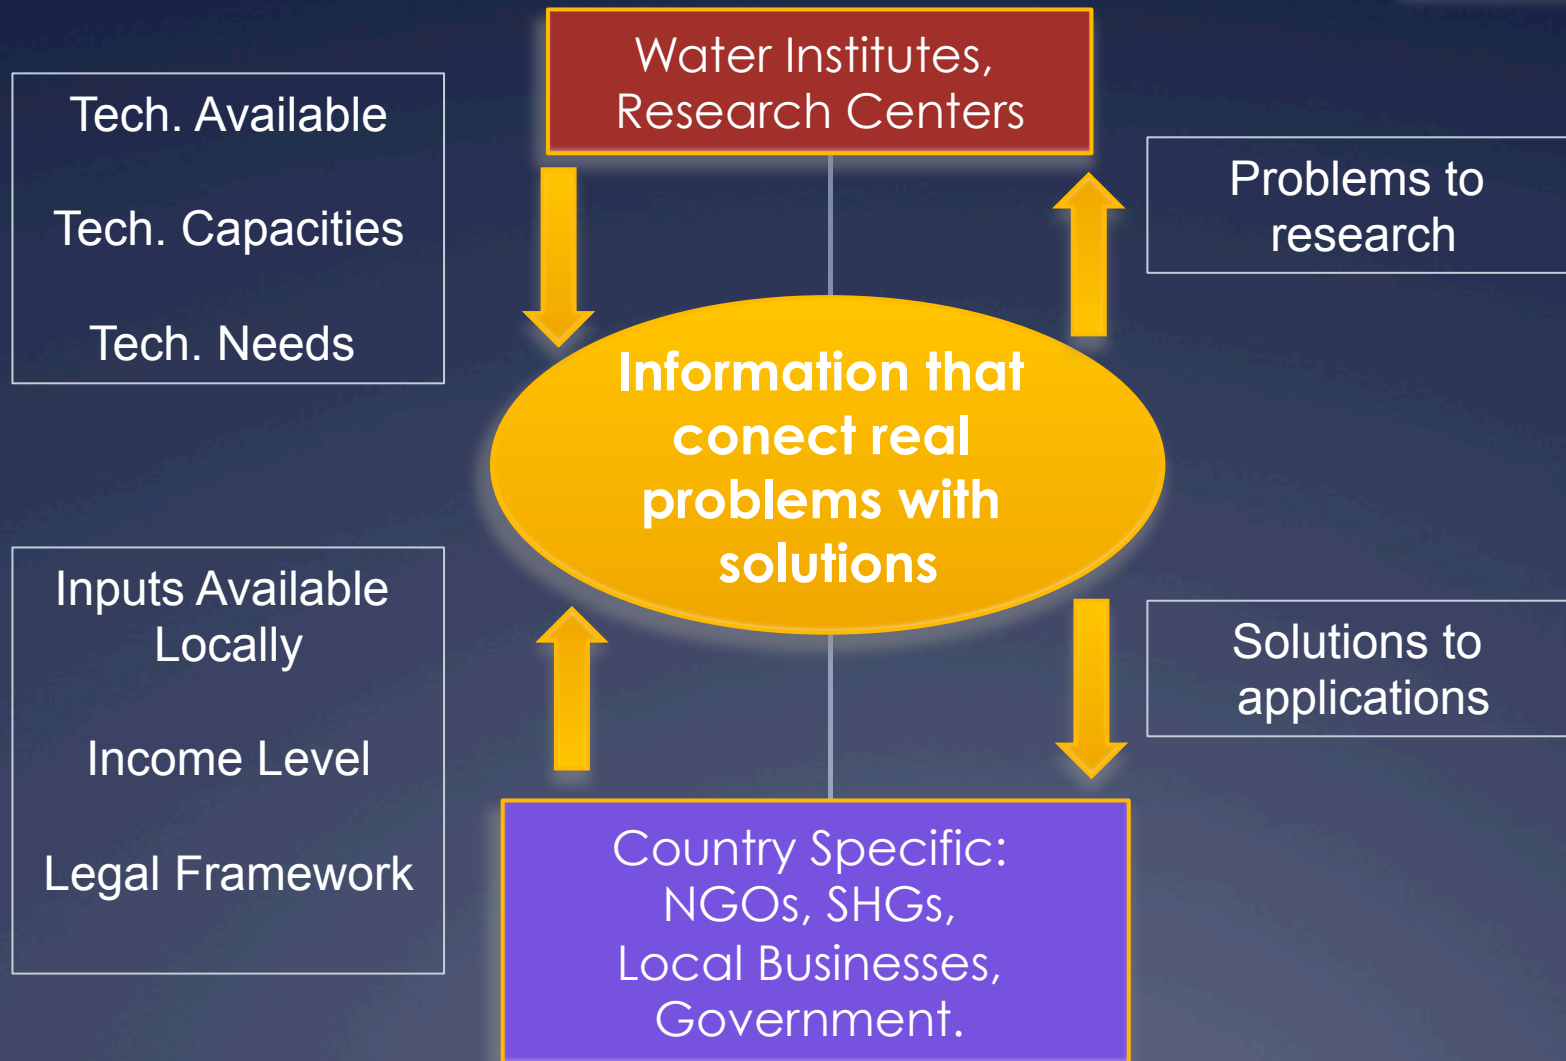 Water Institutes,
Research Centers
Tech. Available
Tech. Capacities
Tech. Needs
Problems to
research
Information that
conect real
problems with
solutions
Inputs Available
Locally
Income Level
Legal Framework
Solutions to
applications
Country Specific:
NGOs, SHGs,
Local Businesses,
Government.